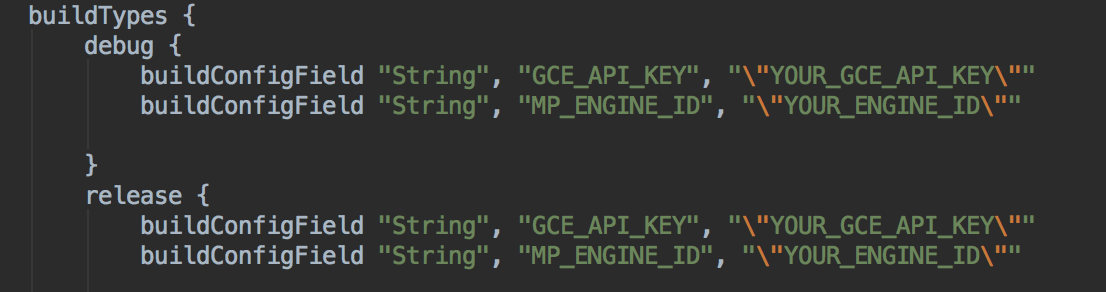 buildTypes {
debug {
buildConfigField "String", "GCE_API_KEY", "\"YOUR_GCE_API_KEY\""
buildConfigField "String", "MP_ENGINE_ID", "\"YOUR_ENGINE_ID\""
}
release {
buildConfigField "String", "GCE_API_KEY", "\"YOUR_GCE_API_KEY\""
buildConfigField "String", "MP_ENGINE_ID", "\"YOUR_ENGINE_ID\""